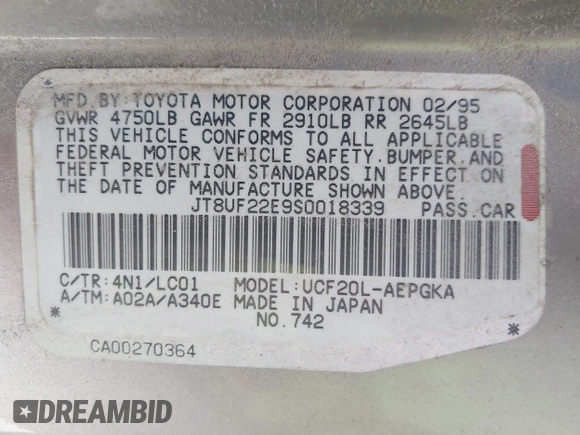 MFD. BY: TOYOTA MOTOR CORPORATION 02/95
GVWR 4750LB GAWR FR 2910LB RR 2645LB
THIS VEHICLE CONFORMS TO ALL APPLICABLE
FEDERAL MOTOR VEHICLE SAFETY.BUMPER.AND
THEFT PREVENTION STANDARDS IN EFFECT ON
THE DATE OF MANUFACTURE SHOWN ABOVE.
JT8UF22E9S0018339 PASS.CAR
C/TR: 4N1/LC01 MODEL: UCF20L-AEPGKA
A/TM: A02A/A340E MADE IN JAPAN
NO.742
CA00270364
DREAMBID